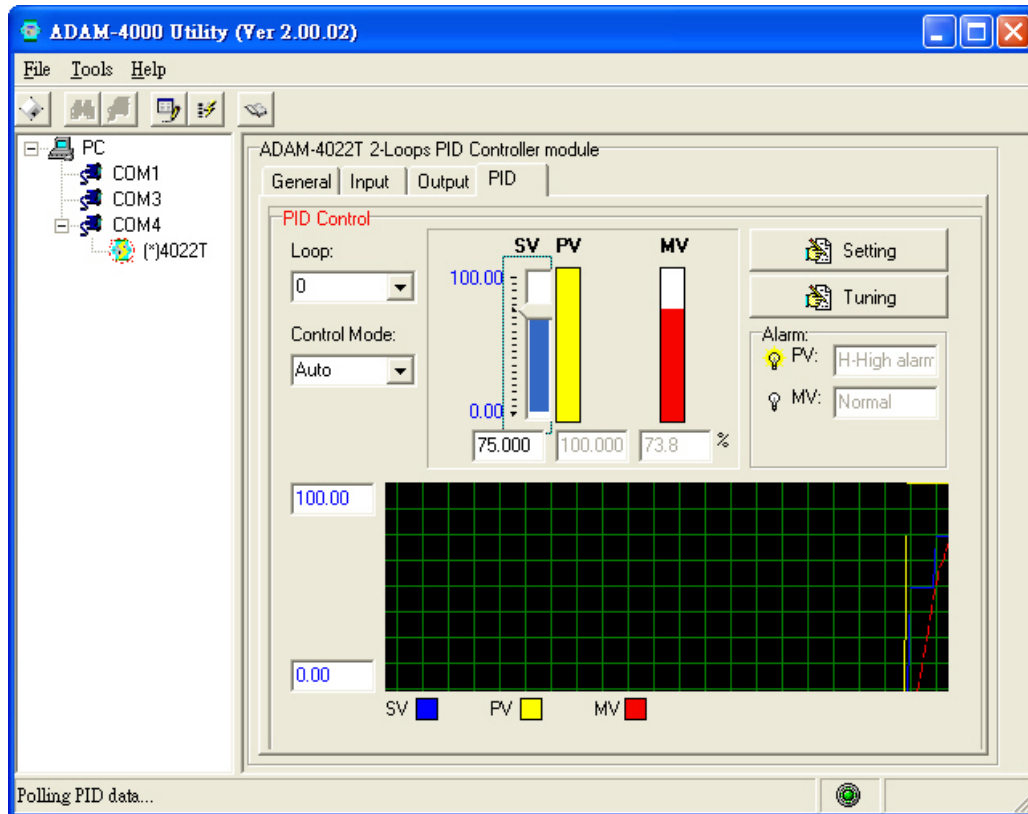 ADAM-4000 Utility (Ver 2.00.02)
File Tools Help
PC
COM1
COM3
COM4
(*)4022T
ADAM-4022T 2-Loops PID Controller module
General Input Output PID
PID Control
Loop:
0
Control Mode:
Auto
SV PV MV
100.00
0.00
75.000 100.000 73.8 %
Setting
Tuning
Alarm:
PV: H-High alarm
MV: Normal
100.00
0.00
SV PV MV
Polling PID data...